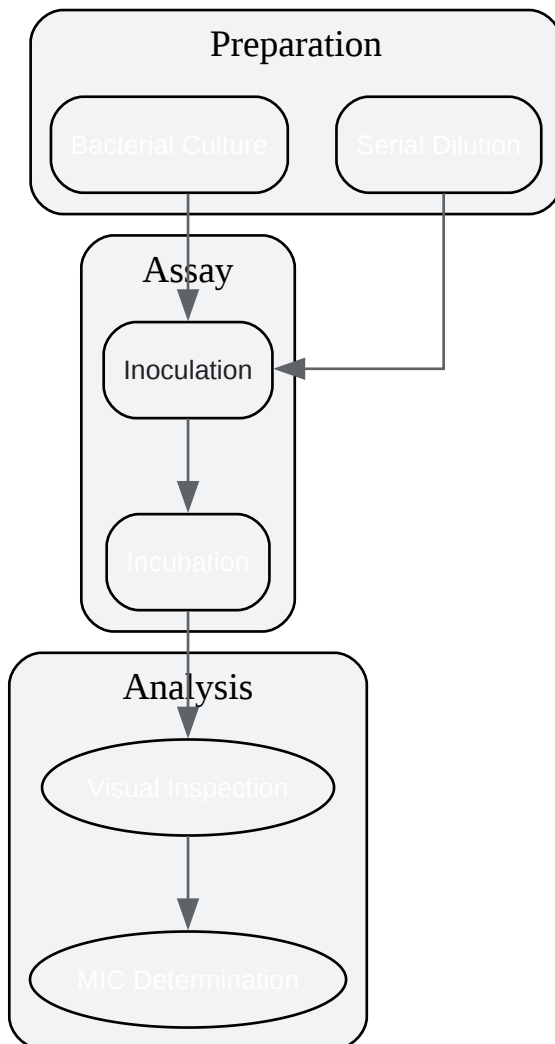 Preparation
Bacterial Culture
Serial Dilution
Assay
Inoculation
Incubation
Analysis
Visual Inspection
MIC Determination